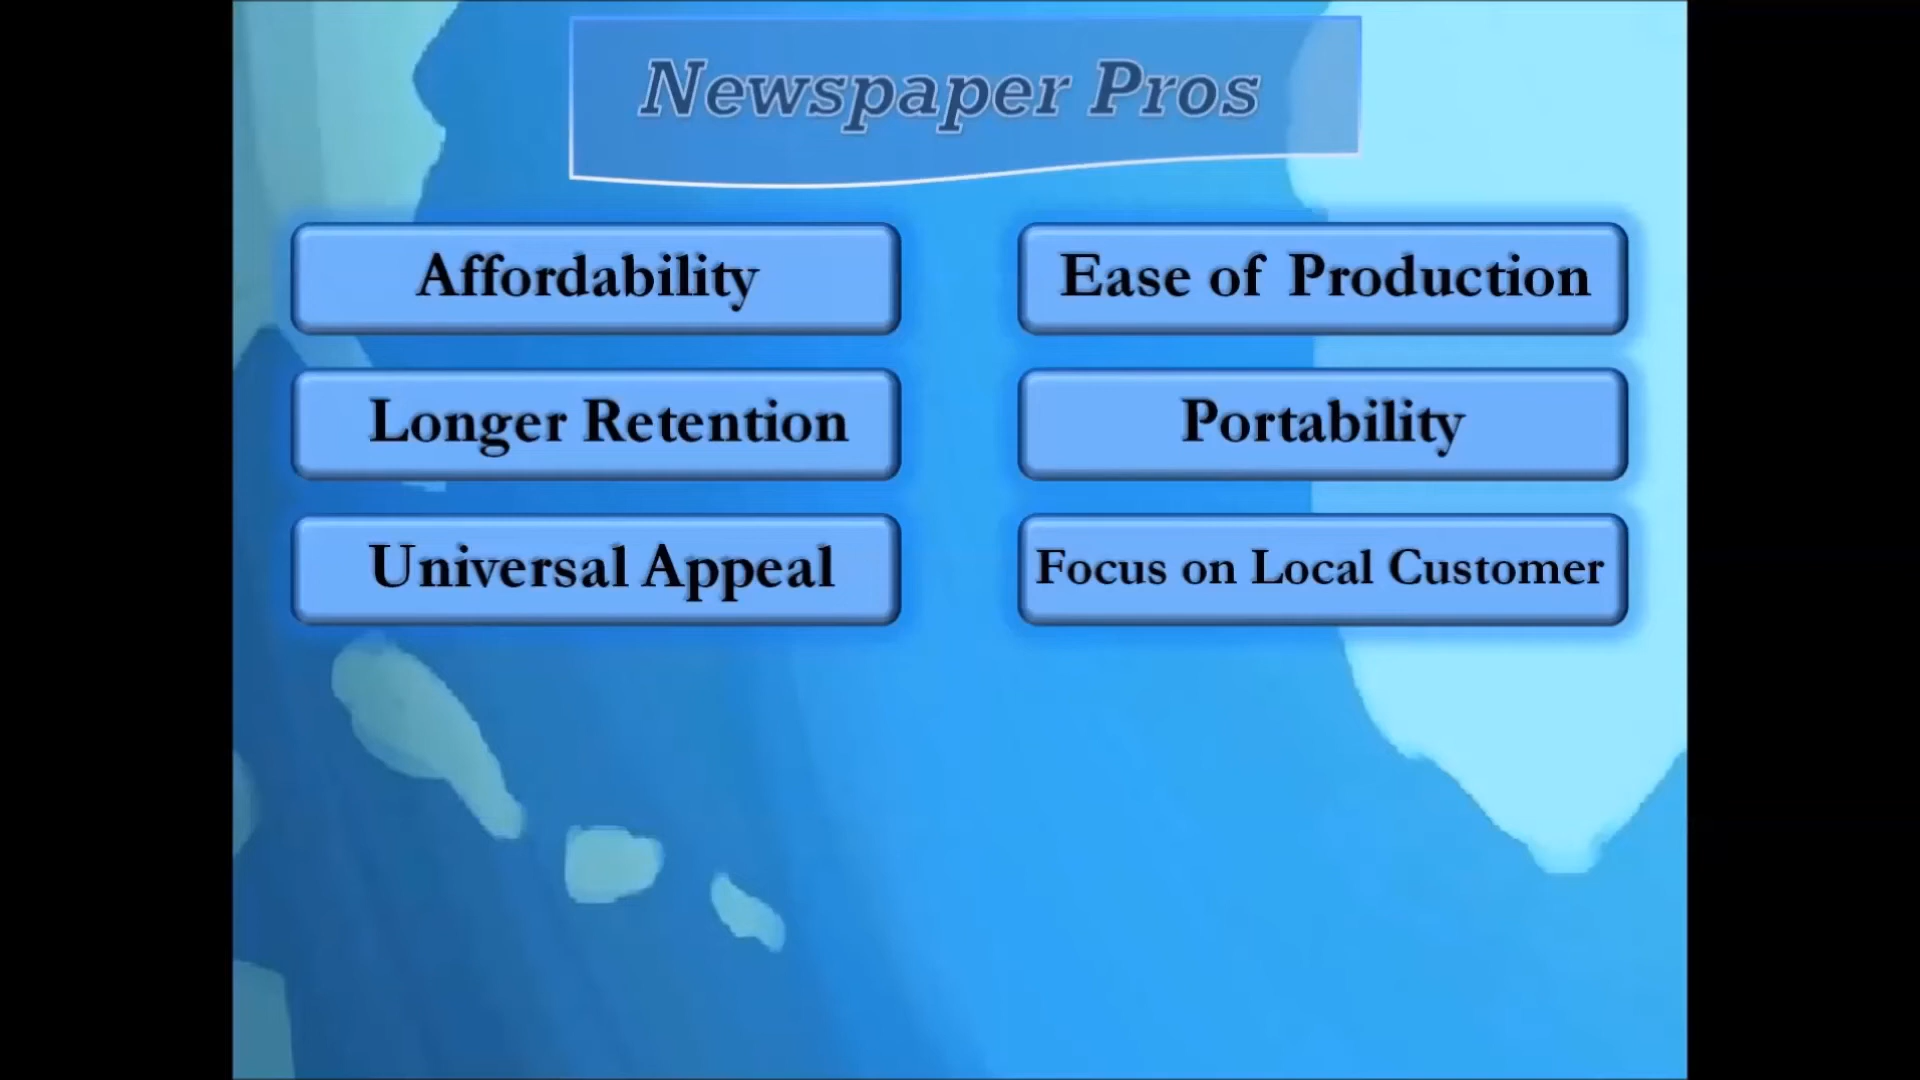 Newspaper Pros
Affordability
Ease of Production
Longer Retention
Portability
Universal Appeal
Focus on Local Customer